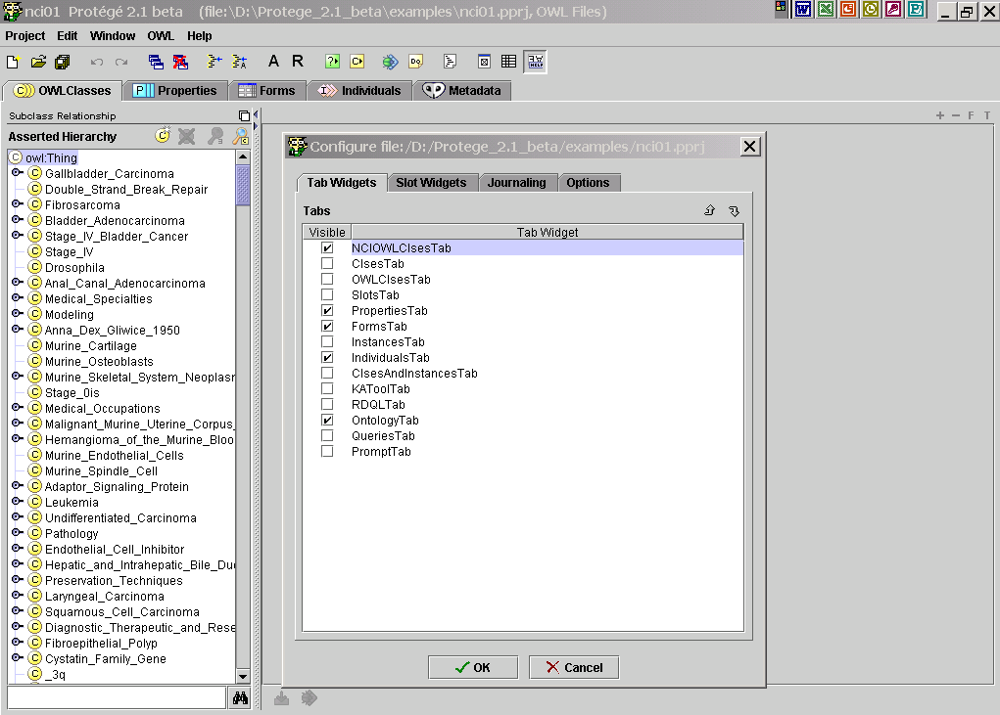 nci01 Protégé 2.1 beta (file:\D:\Protege_2.1_beta\examples\nci01.pprj, OWL Files)
Project Edit Window OWL Help
OWLClasses Properties Forms Individuals Metadata
Subclass Relationship
+ − F T
Asserted Hierarchy
owl:Thing
Gallbladder_Carcinoma
Double_Strand_Break_Repair
Fibrosarcoma
Bladder_Adenocarcinoma
Stage_IV_Bladder_Cancer
Stage_IV
Drosophila
Anal_Canal_Adenocarcinoma
Medical_Specialties
Modeling
Anna_Dex_Gliwice_1950
Murine_Cartilage
Murine_Osteoblasts
Murine_Skeletal_System_Neoplasr
Stage_0is
Medical_Occupations
Malignant_Murine_Uterine_Corpus_
Hemangioma_of_the_Murine_Bloo
Murine_Endothelial_Cells
Murine_Spindle_Cell
Adaptor_Signaling_Protein
Leukemia
Undifferentiated_Carcinoma
Pathology
Endothelial_Cell_Inhibitor
Hepatic_and_Intrahepatic_Bile_Du
Preservation_Techniques
Laryngeal_Carcinoma
Squamous_Cell_Carcinoma
Diagnostic_Therapeutic_and_Rese
Fibroepithelial_Polyp
Cystatin_Family_Gene
_3q
Configure file:/D:/Protege_2.1_beta/examples/nci01.pprj
Tab Widgets Slot Widgets Journaling Options
Tabs
Visible Tab Widget
NCIOWLClsesTab
ClsesTab
OWLClsesTab
SlotsTab
PropertiesTab
FormsTab
InstancesTab
IndividualsTab
ClsesAndInstancesTab
KAToolTab
RDQLTab
OntologyTab
QueriesTab
PromptTab
OK Cancel